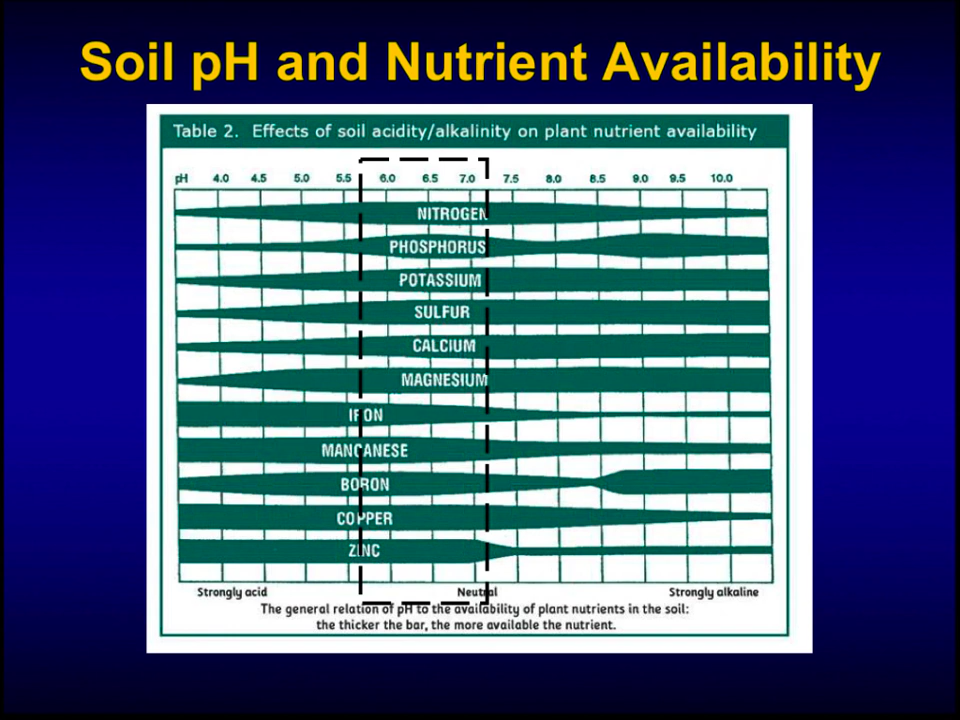 Soil pH and Nutrient Availability
Table 2. Effects of soil acidity/alkalinity on plant nutrient availability
pH 4.0 4.5 5.0 5.5 6.0 6.5 7.0 7.5 8.0 8.5 9.0 9.5 10.0
NITROGEN
PHOSPHORUS
POTASSIUM
SULFUR
CALCIUM
MAGNESIUM
IRON
MANGANESE
BORON
COPPER
ZINC
Strongly acid Neutral Strongly alkaline
The general relation of pH to the availability of plant nutrients in the soil:
the thicker the bar, the more available the nutrient.